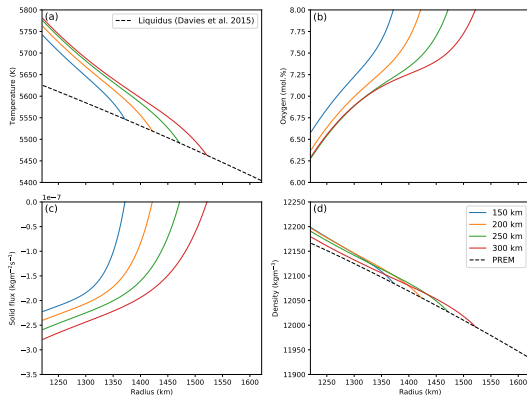 (a)
Liquidus (Davies et al. 2015)
Temperature (K)
5800
5750
5700
5650
5600
5550
5500
5450
5400
(b)
Oxygen (mol.%)
8.00
7.75
7.50
7.25
7.00
6.75
6.50
6.25
6.00
1e−7
(c)
Solid flux (kgm⁻²s⁻²)
0.0
−0.5
−1.0
−1.5
−2.0
−2.5
−3.0
−3.5
1250 1300 1350 1400 1450 1500 1550 1600
Radius (km)
(d)
150 km
200 km
250 km
300 km
PREM
Density (kgm⁻³)
12250
12200
12150
12100
12050
12000
11950
11900
1250 1300 1350 1400 1450 1500 1550 1600
Radius (km)